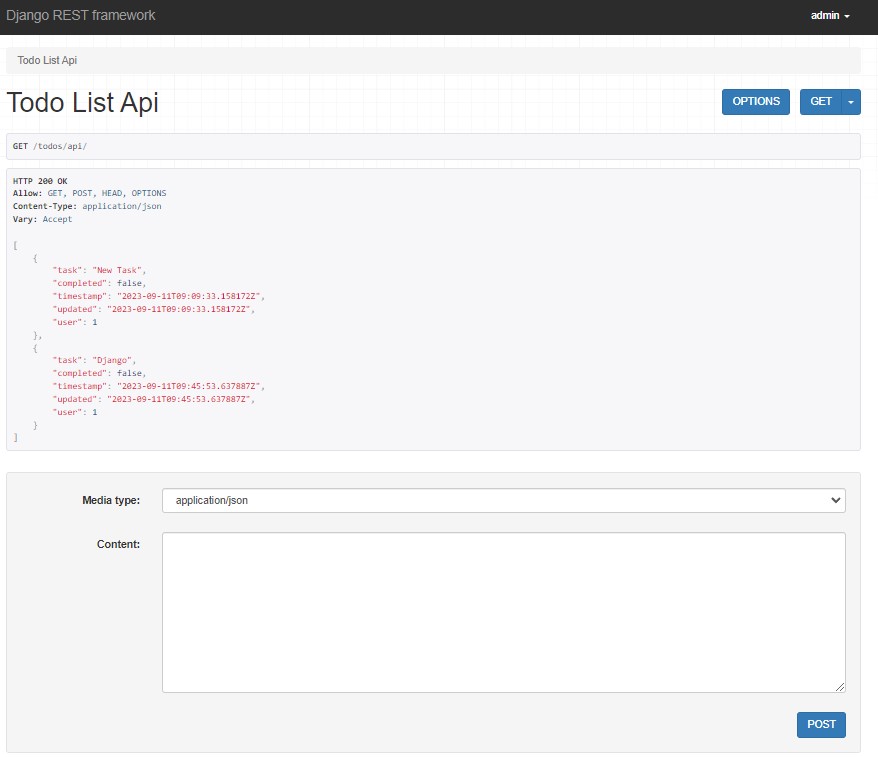 Django REST framework
admin
Todo List Api
Todo List Api
OPTIONS
GET
GET /todos/api/
HTTP 200 OK
Allow: GET, POST, HEAD, OPTIONS
Content-Type: application/json
Vary: Accept
[
    {
        "task": "New Task",
        "completed": false,
        "timestamp": "2023-09-11T09:09:33.158172Z",
        "updated": "2023-09-11T09:09:33.158172Z",
        "user": 1
    },
    {
        "task": "Django",
        "completed": false,
        "timestamp": "2023-09-11T09:45:53.637887Z",
        "updated": "2023-09-11T09:45:53.637887Z",
        "user": 1
    }
]
Media type:
application/json
Content:
POST